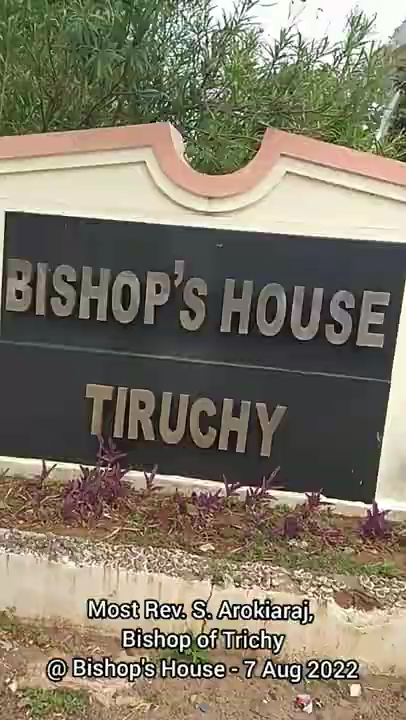 BISHOP'S HOUSE
TIRUCHY
Most Rev. S. Arokiaraj,
Bishop of Trichy
@ Bishop's House - 7 Aug 2022